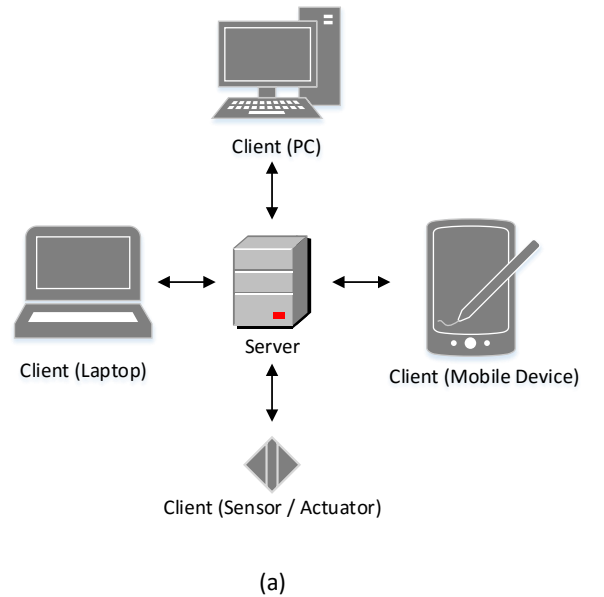 Client (PC)
Server
Client (Laptop)
Client (Mobile Device)
Client (Sensor / Actuator)
(a)